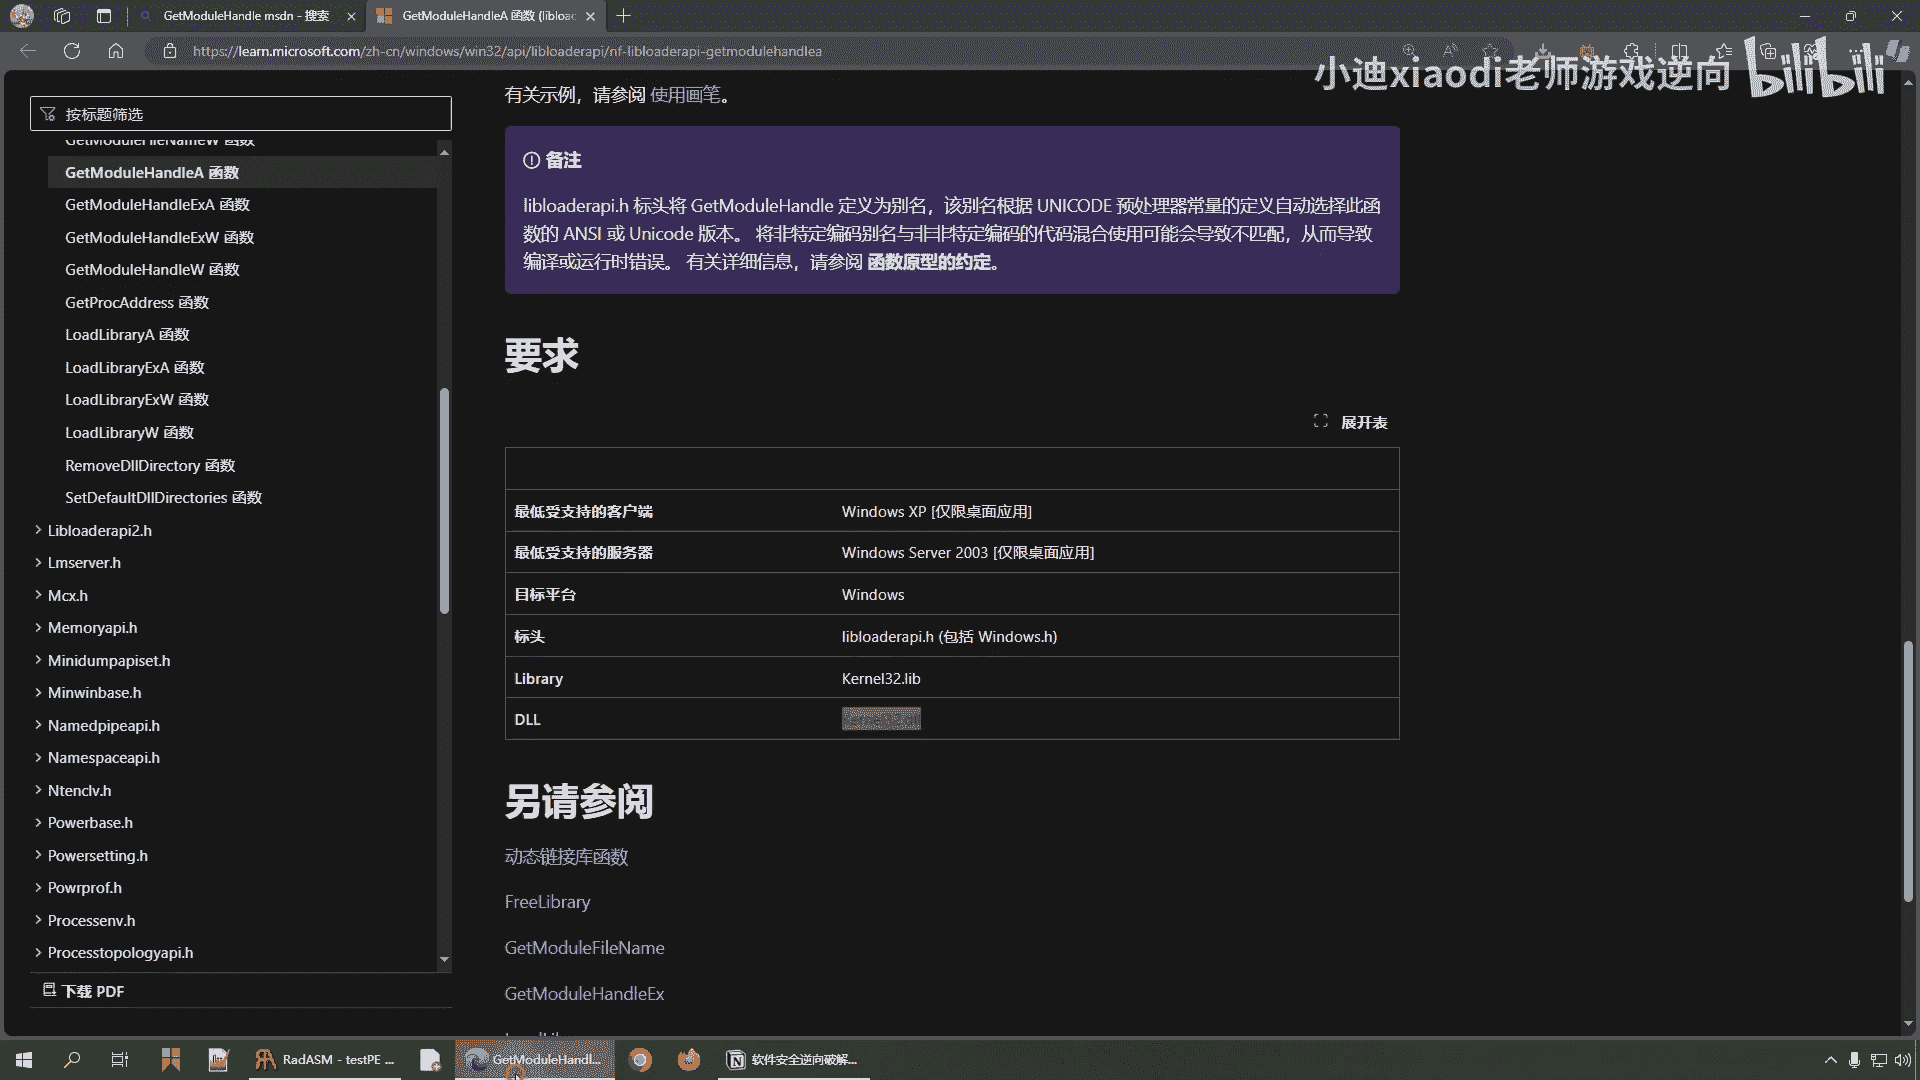 GetModuleHandle msdn - 搜索
GetModuleHandleA 函数 (libloa
https://learn.microsoft.com/zh-cn/windows/win32/api/libloaderapi/nf-libloaderapi-getmodulehandlea
小迪xiaodi老师游戏逆向 bilibili
按标题筛选
GetModuleFileNameW 函数
GetModuleHandleA 函数
GetModuleHandleExA 函数
GetModuleHandleExW 函数
GetModuleHandleW 函数
GetProcAddress 函数
LoadLibraryA 函数
LoadLibraryExA 函数
LoadLibraryExW 函数
LoadLibraryW 函数
RemoveDllDirectory 函数
SetDefaultDllDirectories 函数
Libloaderapi2.h
Lmserver.h
Mcx.h
Memoryapi.h
Minidumpapiset.h
Minwinbase.h
Namedpipeapi.h
Namespaceapi.h
Ntenclv.h
Powerbase.h
Powersetting.h
Powrprof.h
Processenv.h
Processtopologyapi.h
下载 PDF
有关示例，请参阅 使用画笔。
备注
libloaderapi.h 标头将 GetModuleHandle 定义为别名，该别名根据 UNICODE 预处理器常量的定义自动选择此函
数的 ANSI 或 Unicode 版本。 将非特定编码别名与非非特定编码的代码混合使用可能会导致不匹配，从而导致
编译或运行时错误。 有关详细信息，请参阅 函数原型的约定。
要求
展开表
最低受支持的客户端 Windows XP [仅限桌面应用]
最低受支持的服务器 Windows Server 2003 [仅限桌面应用]
目标平台 Windows
标头 libloaderapi.h (包括 Windows.h)
Library Kernel32.lib
DLL
另请参阅
动态链接库函数
FreeLibrary
GetModuleFileName
GetModuleHandleEx
RadASM - testPE ...
GetModuleHandl...
软件安全逆向破解...